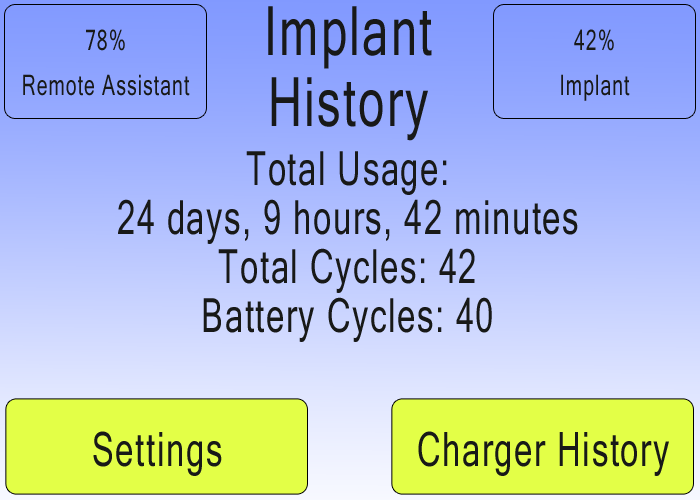 78%
Remote Assistant
Implant
History
42%
Implant
Total Usage:
24 days, 9 hours, 42 minutes
Total Cycles: 42
Battery Cycles: 40
Settings
Charger History